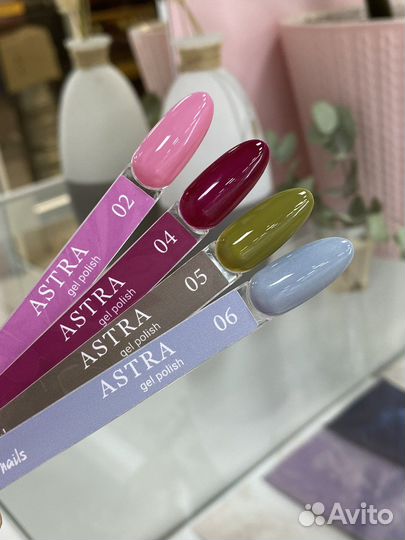 02
ASTRA
gel polish
04
ASTRA
gel polish
05
ASTRA
gel polish
06
ASTRA
gel polish
nails
Avito